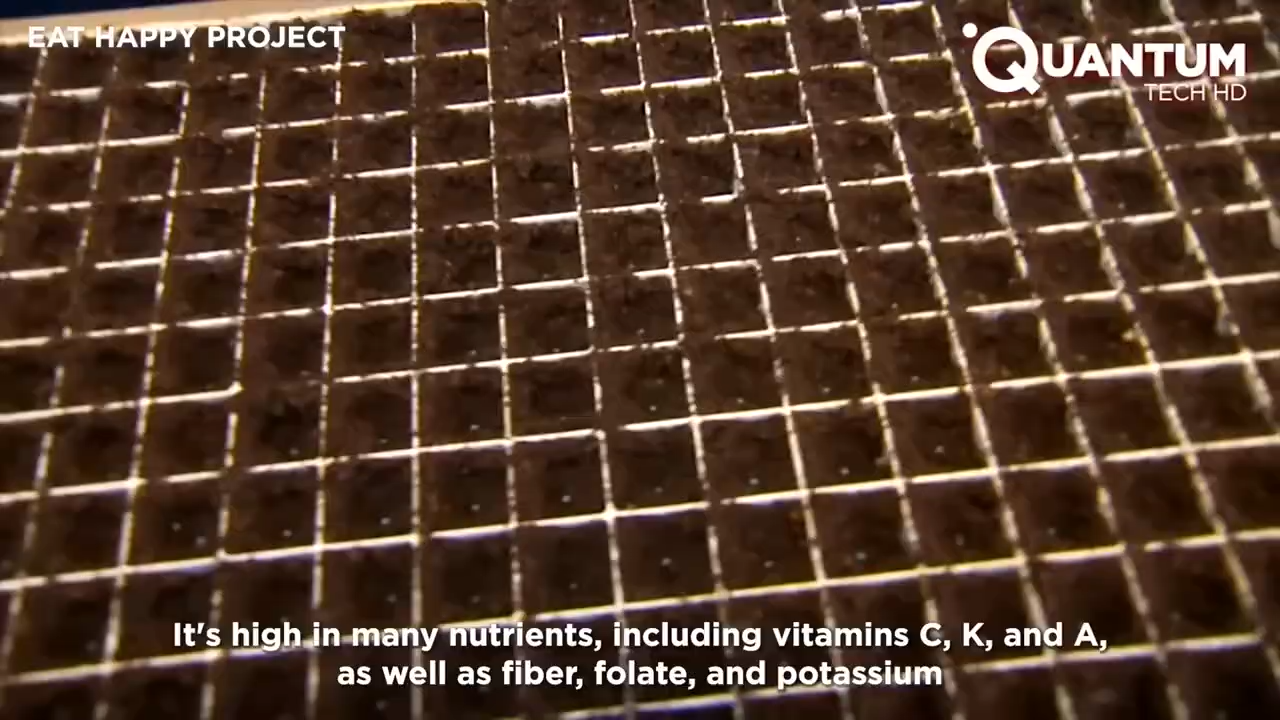 EAT HAPPY PROJECT
QUANTUM
TECH HD
It's high in many nutrients, including vitamins C, K, and A,
as well as fiber, folate, and potassium